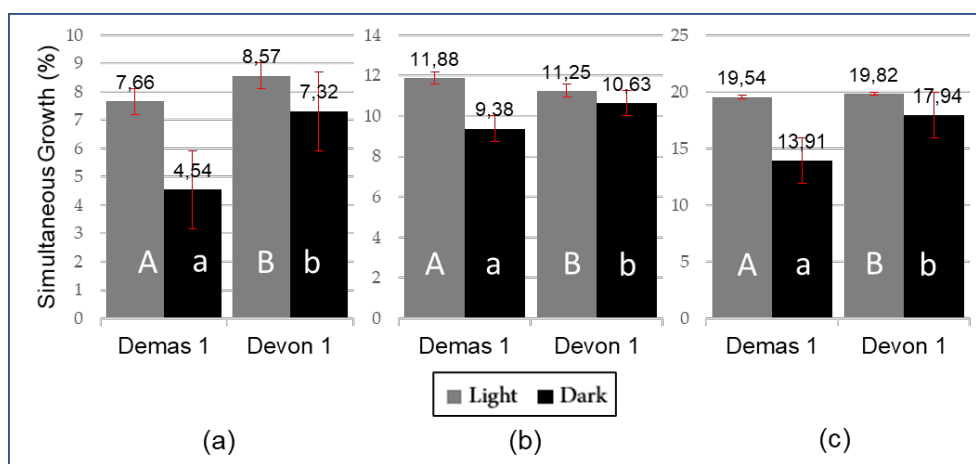 Simultaneous Growth (%)
10
9
8
7
6
5
4
3
2
1
0
7,66
4,54
8,57
7,32
A
a
B
b
Demas 1
Devon 1
14
12
10
8
6
4
2
0
11,88
9,38
11,25
10,63
A
a
B
b
Demas 1
Devon 1
25
20
15
10
5
0
19,54
13,91
19,82
17,94
A
a
B
b
Demas 1
Devon 1
Light
Dark
(a)
(b)
(c)